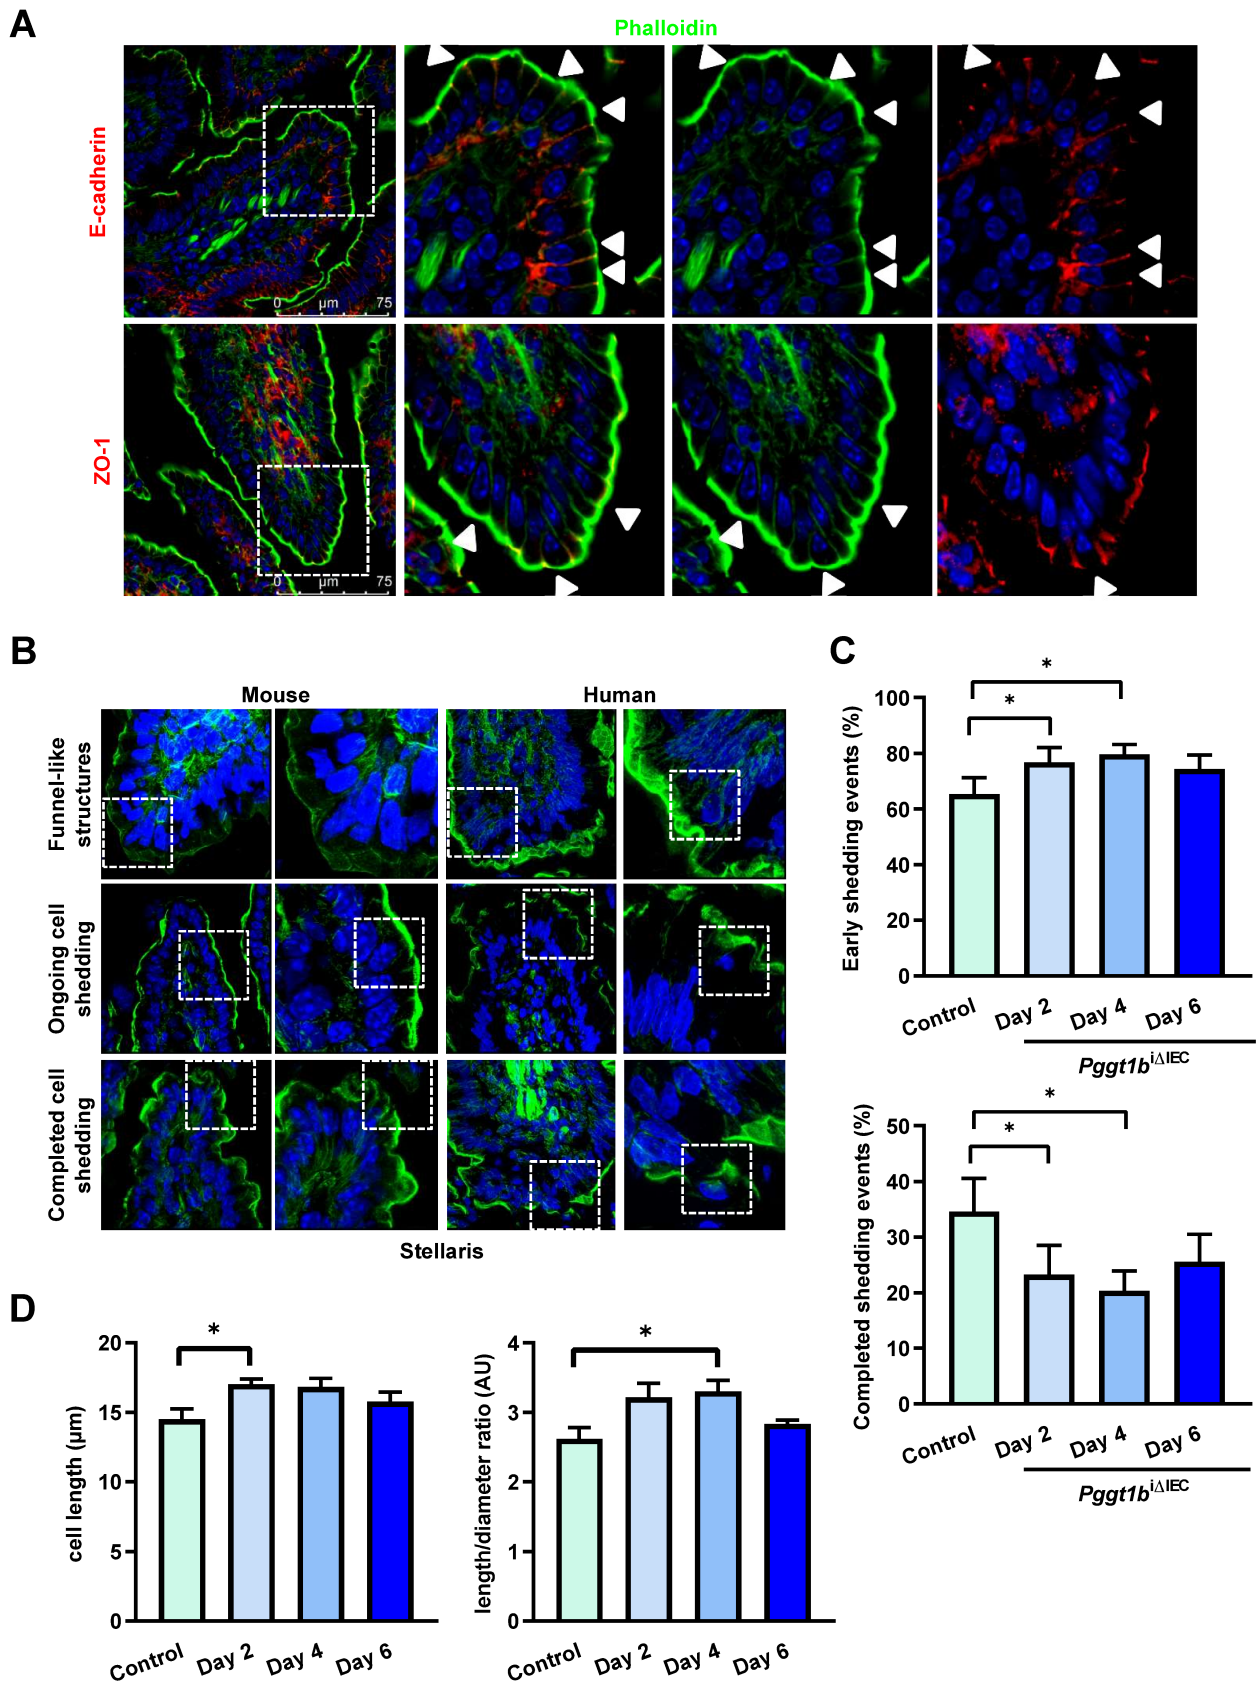 A
Phalloidin
E-cadherin
0 µm 75
ZO-1
0 µm 75
B
Mouse
Human
Funnel-like
structures
Ongoing cell
shedding
Completed cell
shedding
Stellaris
C
Early shedding events (%)
100
80
60
40
20
0
*
*
Control
Day 2
Day 4
Day 6
Pggt1b^iΔIEC
Completed shedding events (%)
50
40
30
20
10
0
*
*
Control
Day 2
Day 4
Day 6
Pggt1b^iΔIEC
D
cell length (µm)
20
15
10
5
0
*
Control
Day 2
Day 4
Day 6
length/diameter ratio (AU)
4
3
2
1
0
*
Control
Day 2
Day 4
Day 6